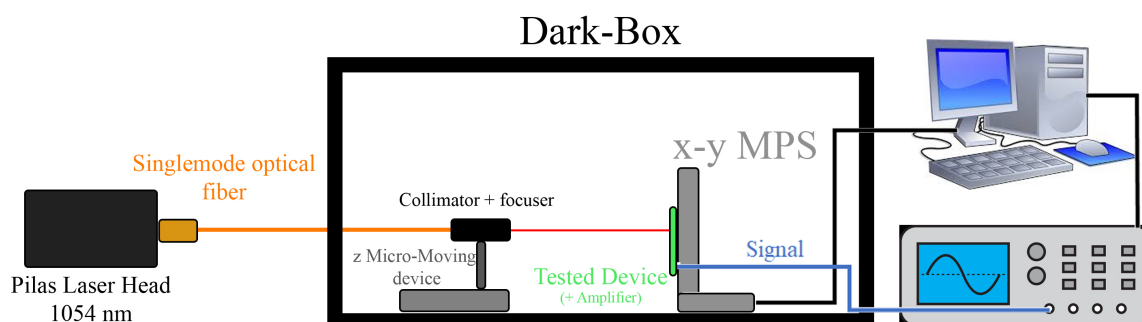 Dark-Box
Singlemode optical
fiber
x-y MPS
Collimator + focuser
z Micro-Moving
device
Signal
Tested Device
(+ Amplifier)
Pilas Laser Head
1054 nm